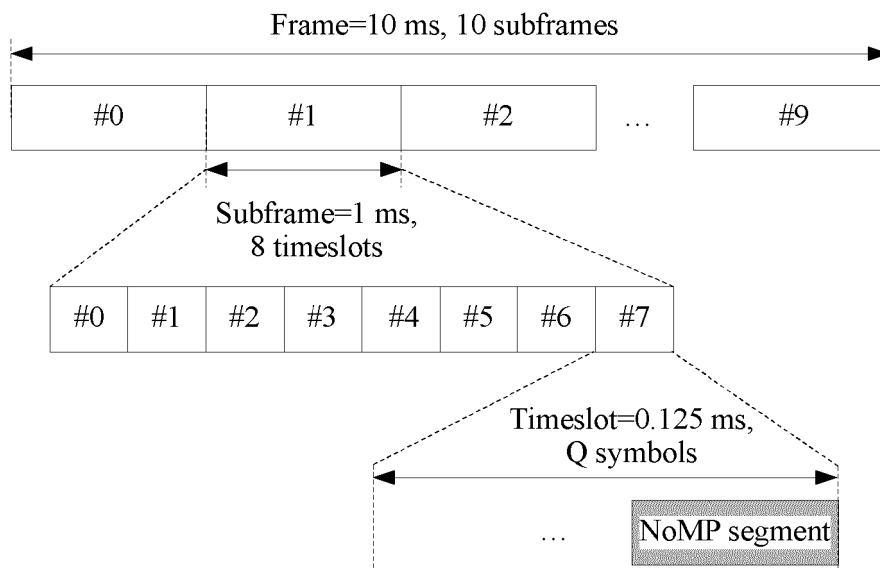 Frame=10 ms, 10 subframes
#0 #1 #2 … #9
Subframe=1 ms,
8 timeslots
#0 #1 #2 #3 #4 #5 #6 #7
Timeslot=0.125 ms,
Q symbols
… NoMP segment